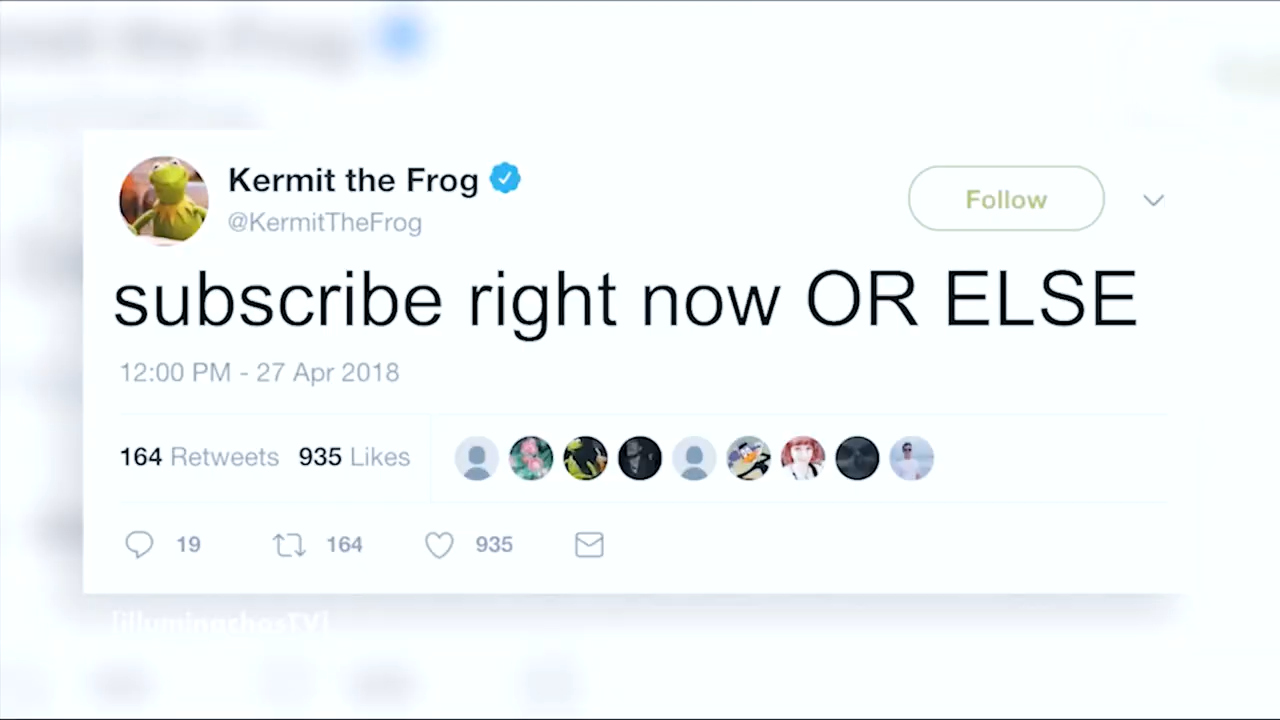 Kermit the Frog
@KermitTheFrog
Follow
subscribe right now OR ELSE
12:00 PM - 27 Apr 2018
164 Retweets 935 Likes
19 164 935